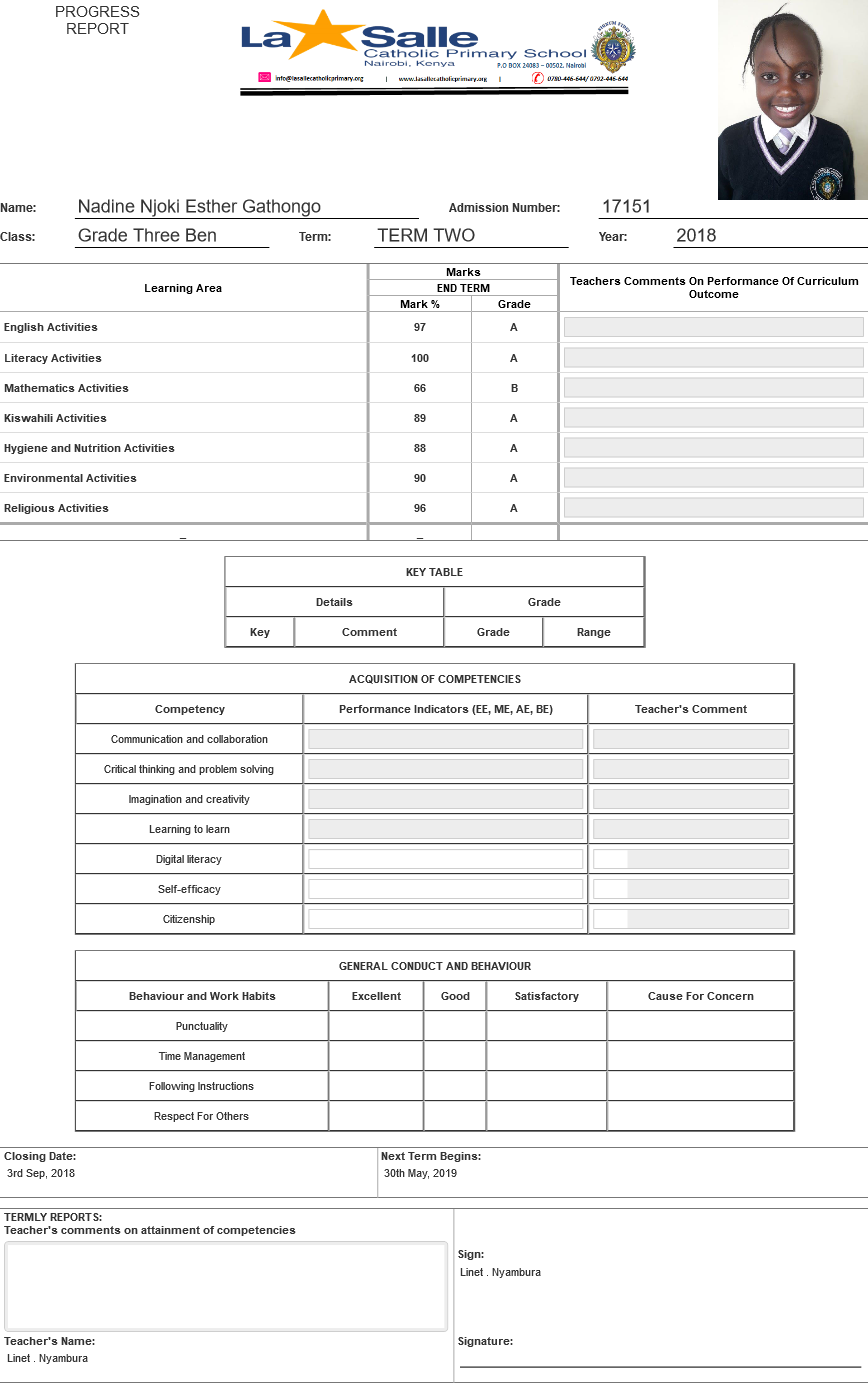 PROGRESS
REPORT
La Salle
Catholic Primary School
Nairobi, Kenya
P.O BOX 24083 – 00502, Nairobi
info@lasallecatholicprimary.org | www.lasallecatholicprimary.org | 0780-446-644/ 0792-446-644
Name: Nadine Njoki Esther Gathongo Admission Number: 17151
Class: Grade Three Ben Term: TERM TWO Year: 2018
Learning Area Marks Teachers Comments On Performance Of Curriculum Outcome
END TERM
Mark % Grade
English Activities 97 A
Literacy Activities 100 A
Mathematics Activities 66 B
Kiswahili Activities 89 A
Hygiene and Nutrition Activities 88 A
Environmental Activities 90 A
Religious Activities 96 A
_ _
KEY TABLE
Details Grade
Key Comment Grade Range
ACQUISITION OF COMPETENCIES
Competency Performance Indicators (EE, ME, AE, BE) Teacher's Comment
Communication and collaboration
Critical thinking and problem solving
Imagination and creativity
Learning to learn
Digital literacy
Self-efficacy
Citizenship
GENERAL CONDUCT AND BEHAVIOUR
Behaviour and Work Habits Excellent Good Satisfactory Cause For Concern
Punctuality
Time Management
Following Instructions
Respect For Others
Closing Date: Next Term Begins:
3rd Sep, 2018 30th May, 2019
TERMLY REPORTS:
Teacher's comments on attainment of competencies
Sign:
Linet . Nyambura
Teacher's Name: Signature:
Linet . Nyambura